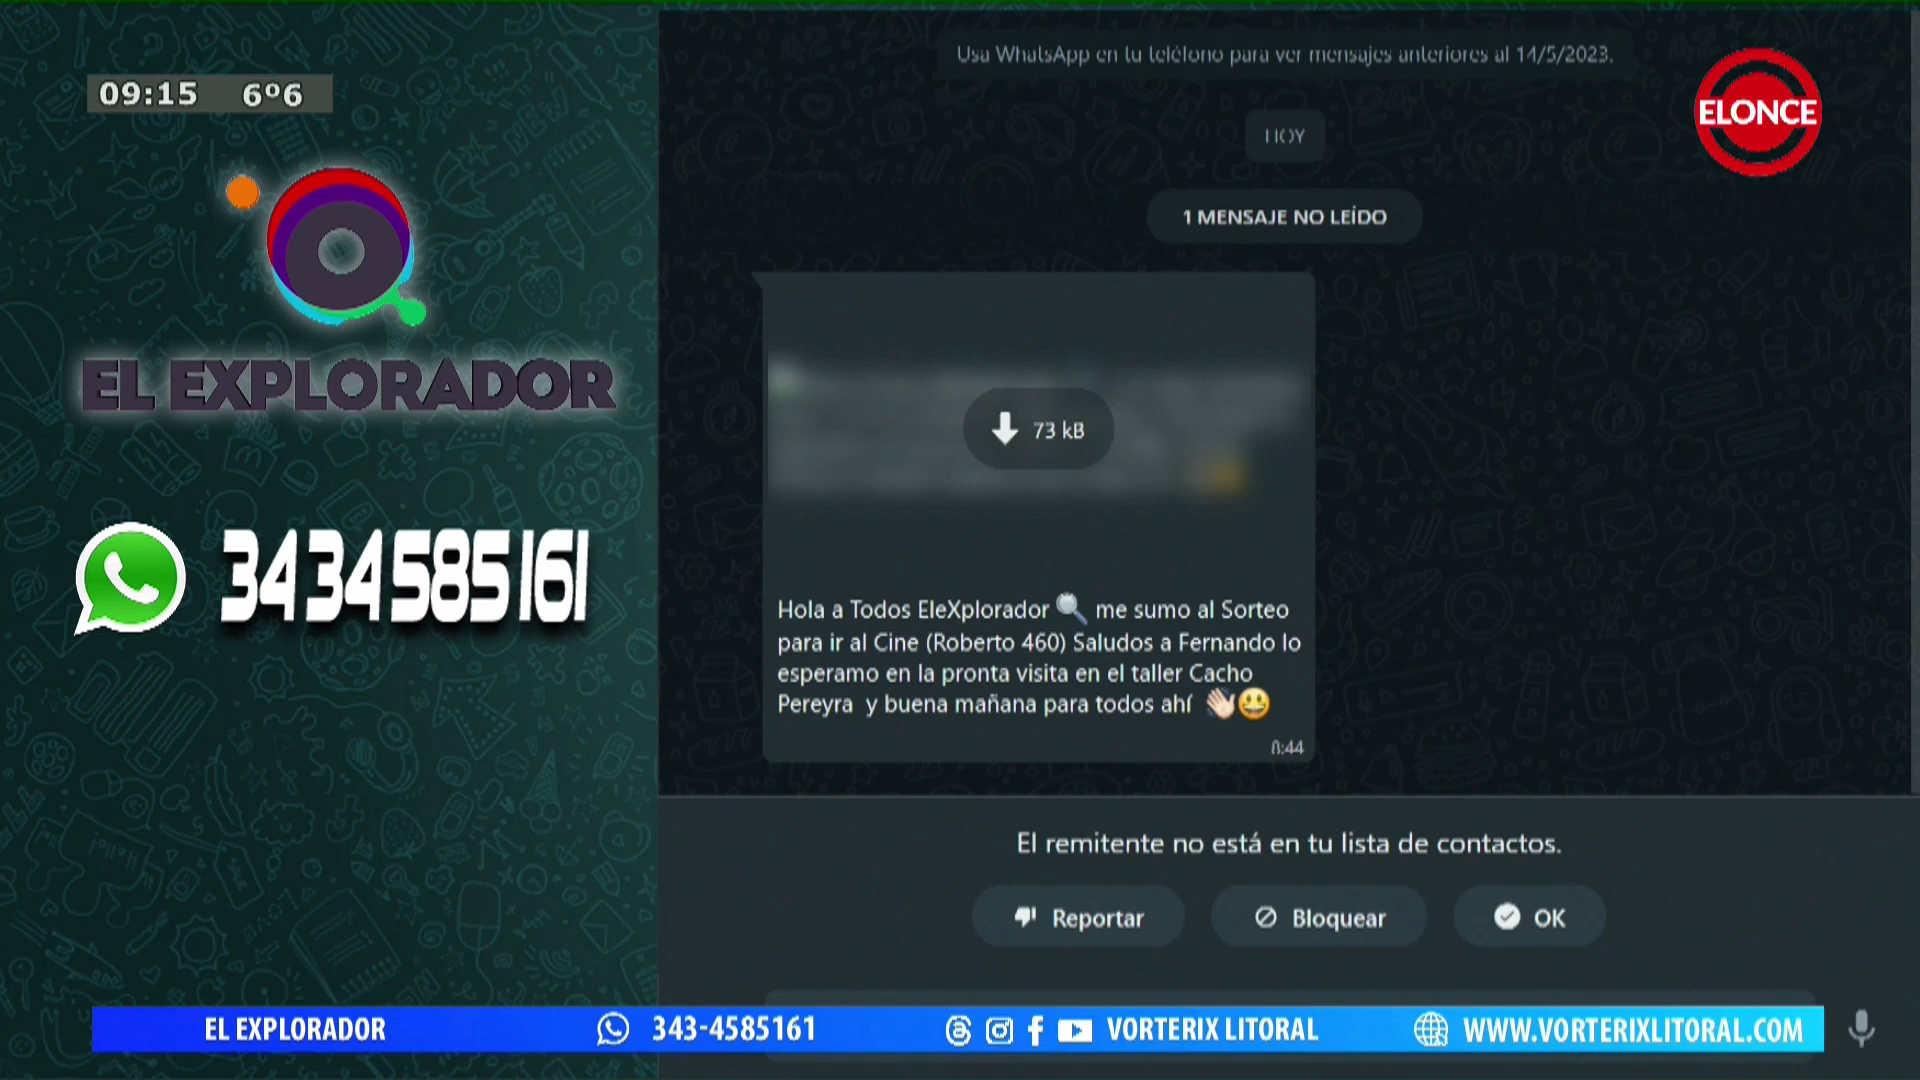 09:15 6º6
EL EXPLORADOR
3434585161
Usa WhatsApp en tu teléfono para ver mensajes anteriores al 14/5/2023.
HOY
1 MENSAJE NO LEÍDO
73 kB
Hola a Todos EleXplorador 🔍 me sumo al Sorteo
para ir al Cine (Roberto 460) Saludos a Fernando lo
esperamo en la pronta visita en el taller Cacho
Pereyra y buena mañana para todos ahí 👋🏻😃
8:44
El remitente no está en tu lista de contactos.
Reportar Bloquear OK
ELONCE
EL EXPLORADOR 343-4585161 VORTERIX LITORAL WWW.VORTERIXLITORAL.COM